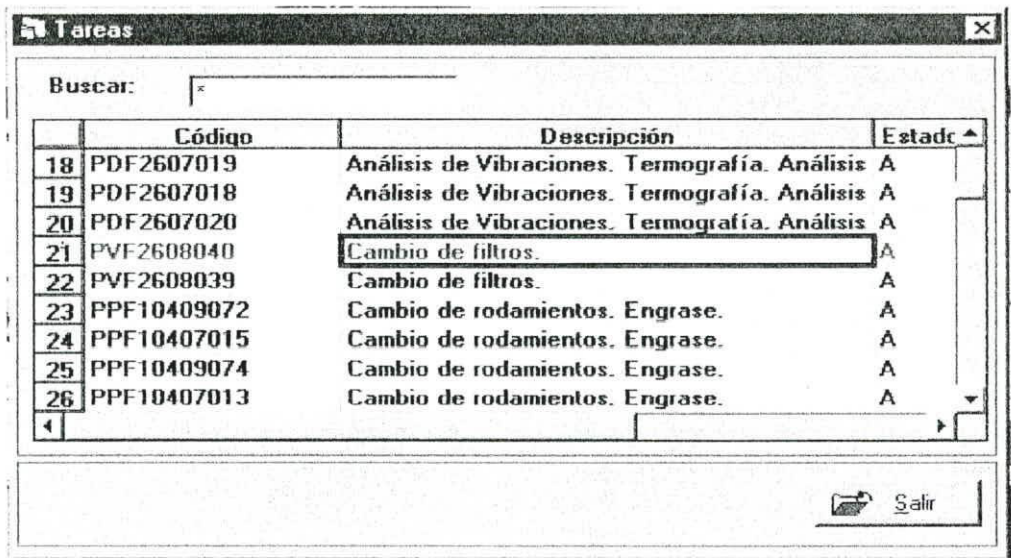 Tareas
Buscar: *
Código Descripción Estado
18 PDF2607019 Análisis de Vibraciones. Termografía. Análisis A
19 PDF2607018 Análisis de Vibraciones. Termografía. Análisis A
20 PDF2607020 Análisis de Vibraciones. Termografía. Análisis A
21 PVF2608040 Cambio de filtros. A
22 PVF2608039 Cambio de filtros. A
23 PPF10409072 Cambio de rodamientos. Engrase. A
24 PPF10407015 Cambio de rodamientos. Engrase. A
25 PPF10409074 Cambio de rodamientos. Engrase. A
26 PPF10407013 Cambio de rodamientos. Engrase. A
Salir